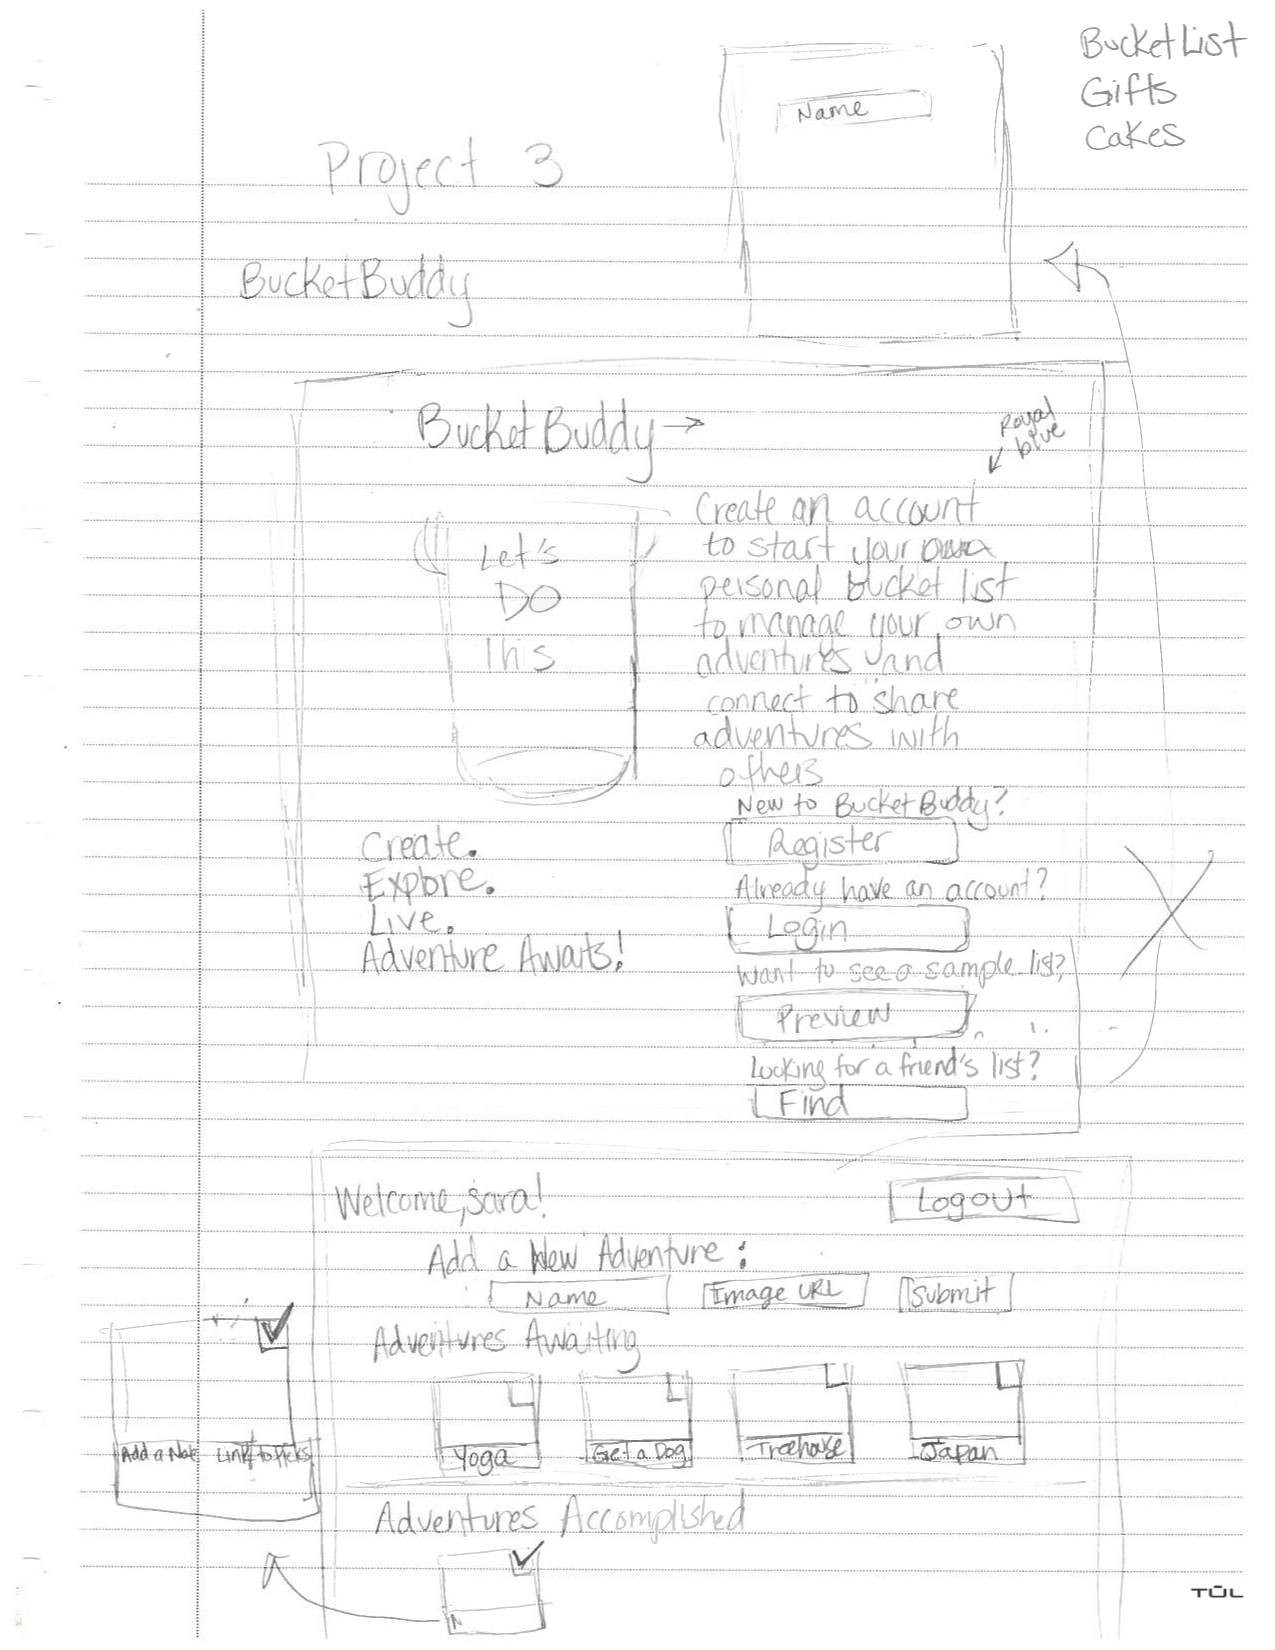 BucketList
Gifts
Cakes
Name
Project 3
BucketBuddy
BucketBuddy →
Royal
blue
Let's
DO
This
Create an account
to start your own
personal bucket list
to manage your own
adventures and
connect to share
adventures with
others
New to BucketBuddy?
Register
Already have an account?
Login
Want to see a sample list?
Preview
Looking for a friend's list?
Find
Create.
Explore.
Live.
Adventure Awaits!
Welcome, Sara!
Logout
Add a New Adventure:
Name Image URL Submit
Adventures Awaiting
Yoga Get a Dog Treehouse Japan
Add a Note Link to Pics
Adventures Accomplished
N
TŪL